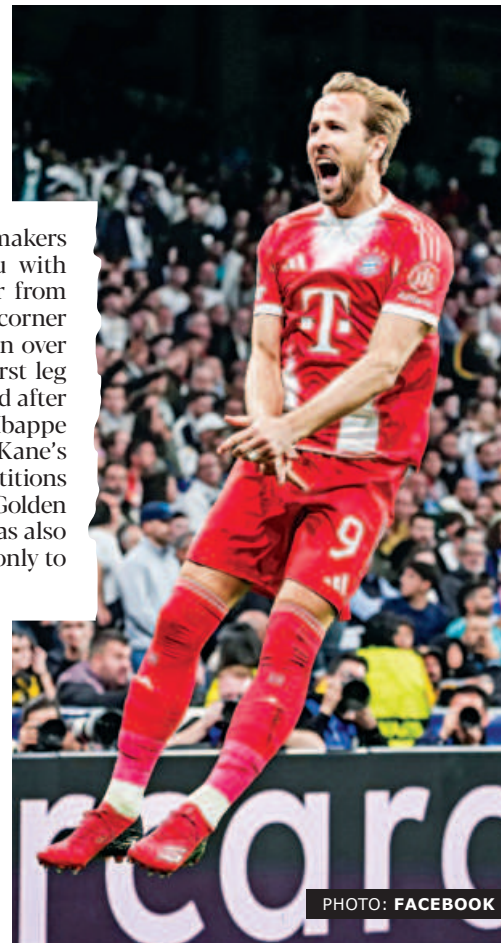 makers
with
from
corner
n over
rst leg
d after
bappe
Kane's
titions
Golden
as also
only to
T
9
rcard
PHOTO: FACEBOOK